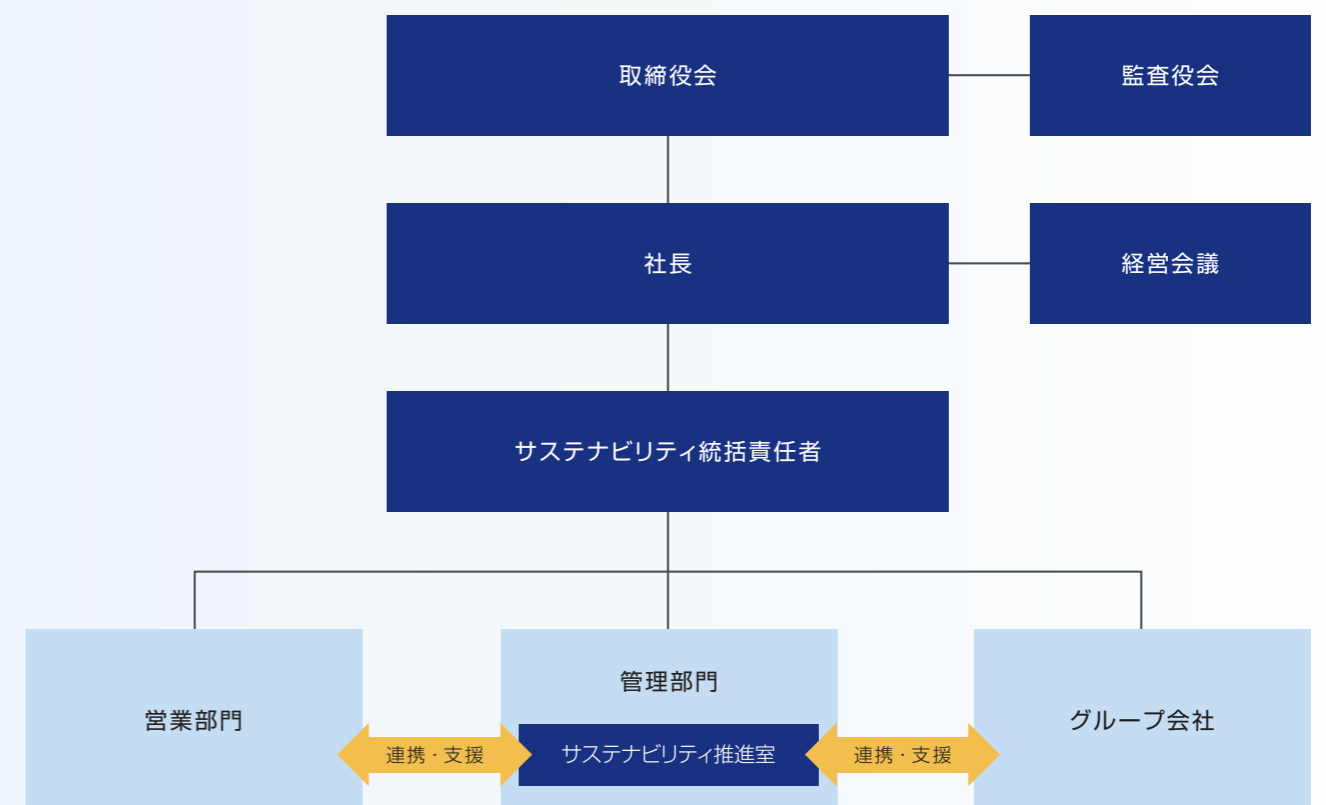 取締役会
監査役会
社長
経営会議
サステナビリティ統括責任者
営業部門
管理部門
グループ会社
連携・支援
サステナビリティ推進室
連携・支援